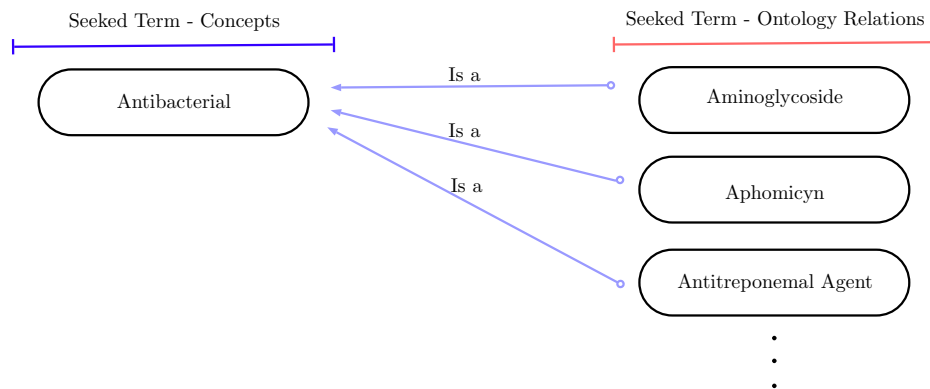 Seeked Term - Concepts
Seeked Term - Ontology Relations
Antibacterial
Is a
Aminoglycoside
Is a
Aphomicyn
Is a
Antitreponemal Agent